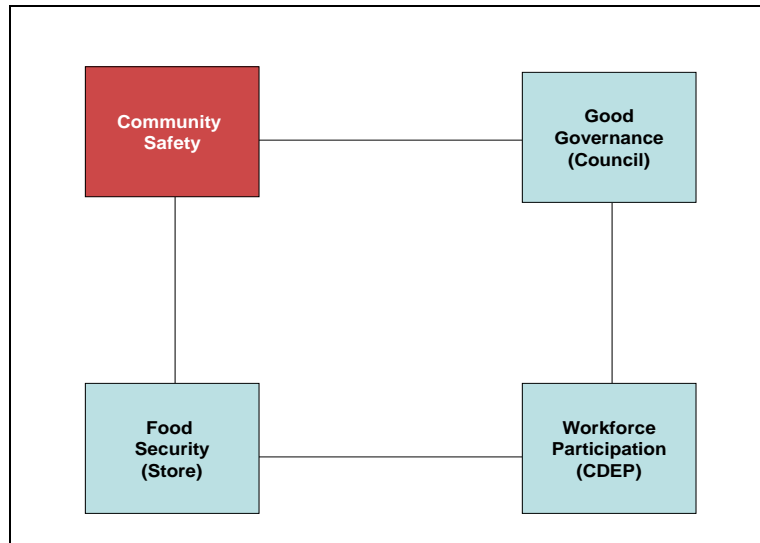 Community
Safety
Good
Governance
(Council)
Food
Security
(Store)
Workforce
Participation
(CDEP)